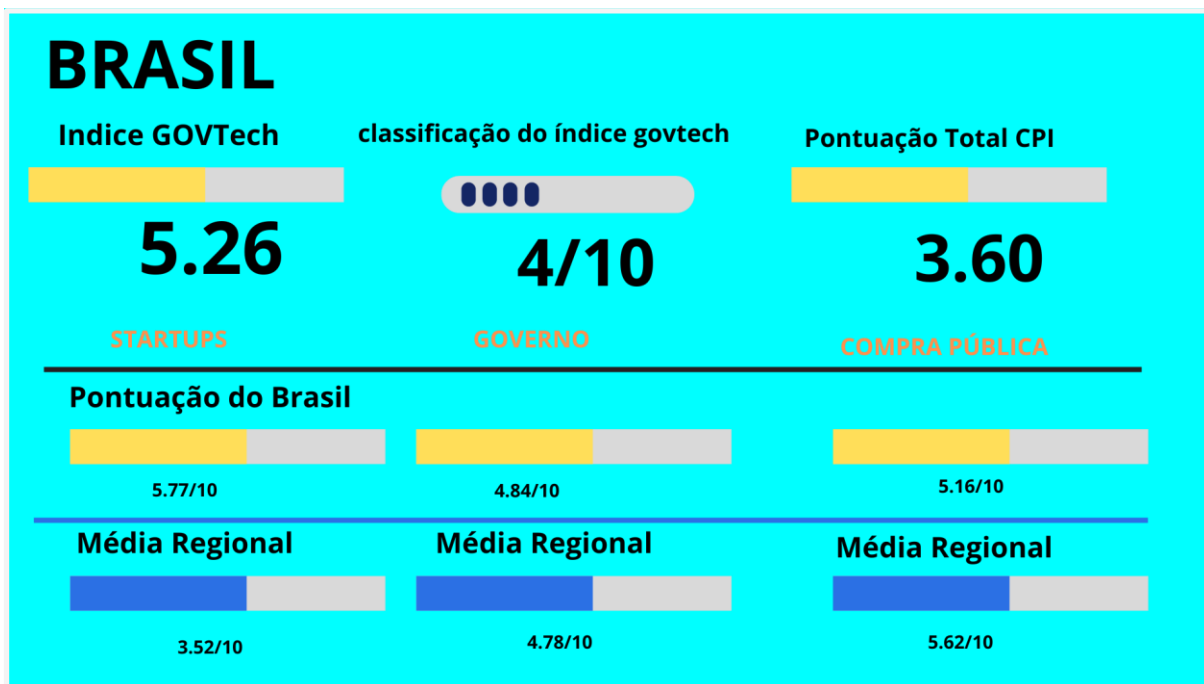 BRASIL
Indice GOVTech
classificação do índice govtech
Pontuação Total CPI
5.26
4/10
3.60
STARTUPS
GOVERNO
COMPRA PÚBLICA
Pontuação do Brasil
5.77/10
4.84/10
5.16/10
Média Regional
Média Regional
Média Regional
3.52/10
4.78/10
5.62/10